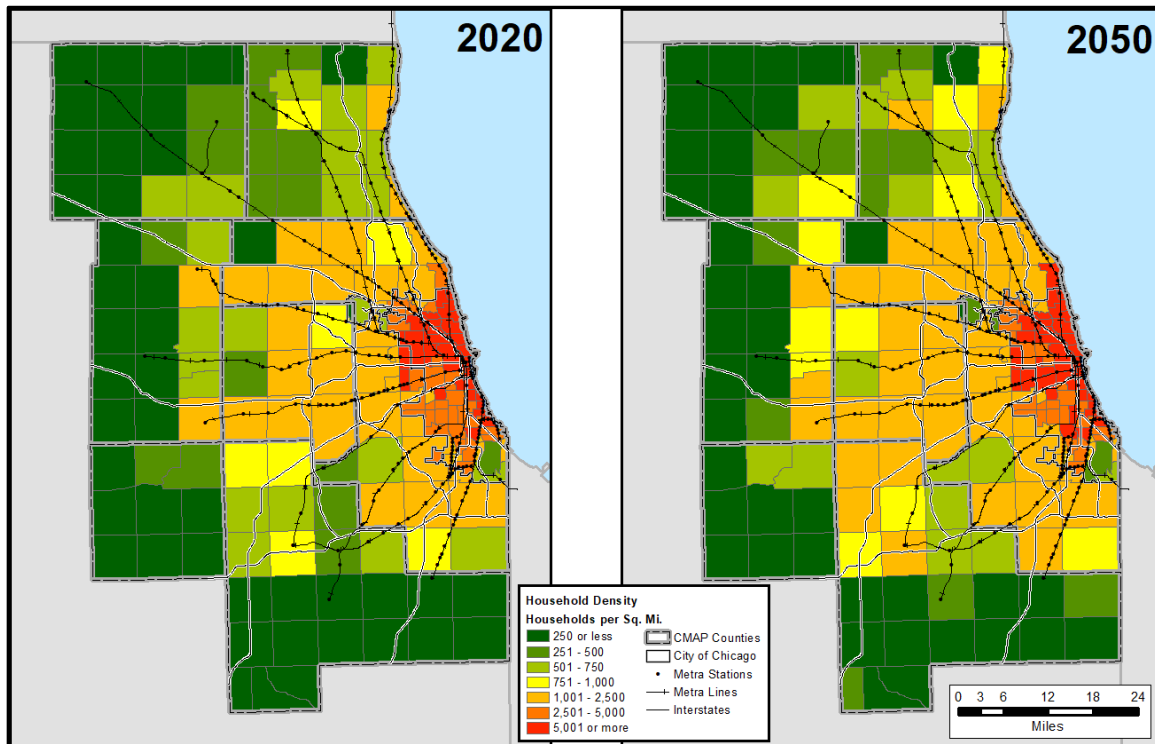 2020
2050
Household Density
Households per Sq. Mi.
250 or less
251 - 500
501 - 750
751 - 1,000
1,001 - 2,500
2,501 - 5,000
5,001 or more
CMAP Counties
City of Chicago
Metra Stations
Metra Lines
Interstates
0 3 6 12 18 24
Miles